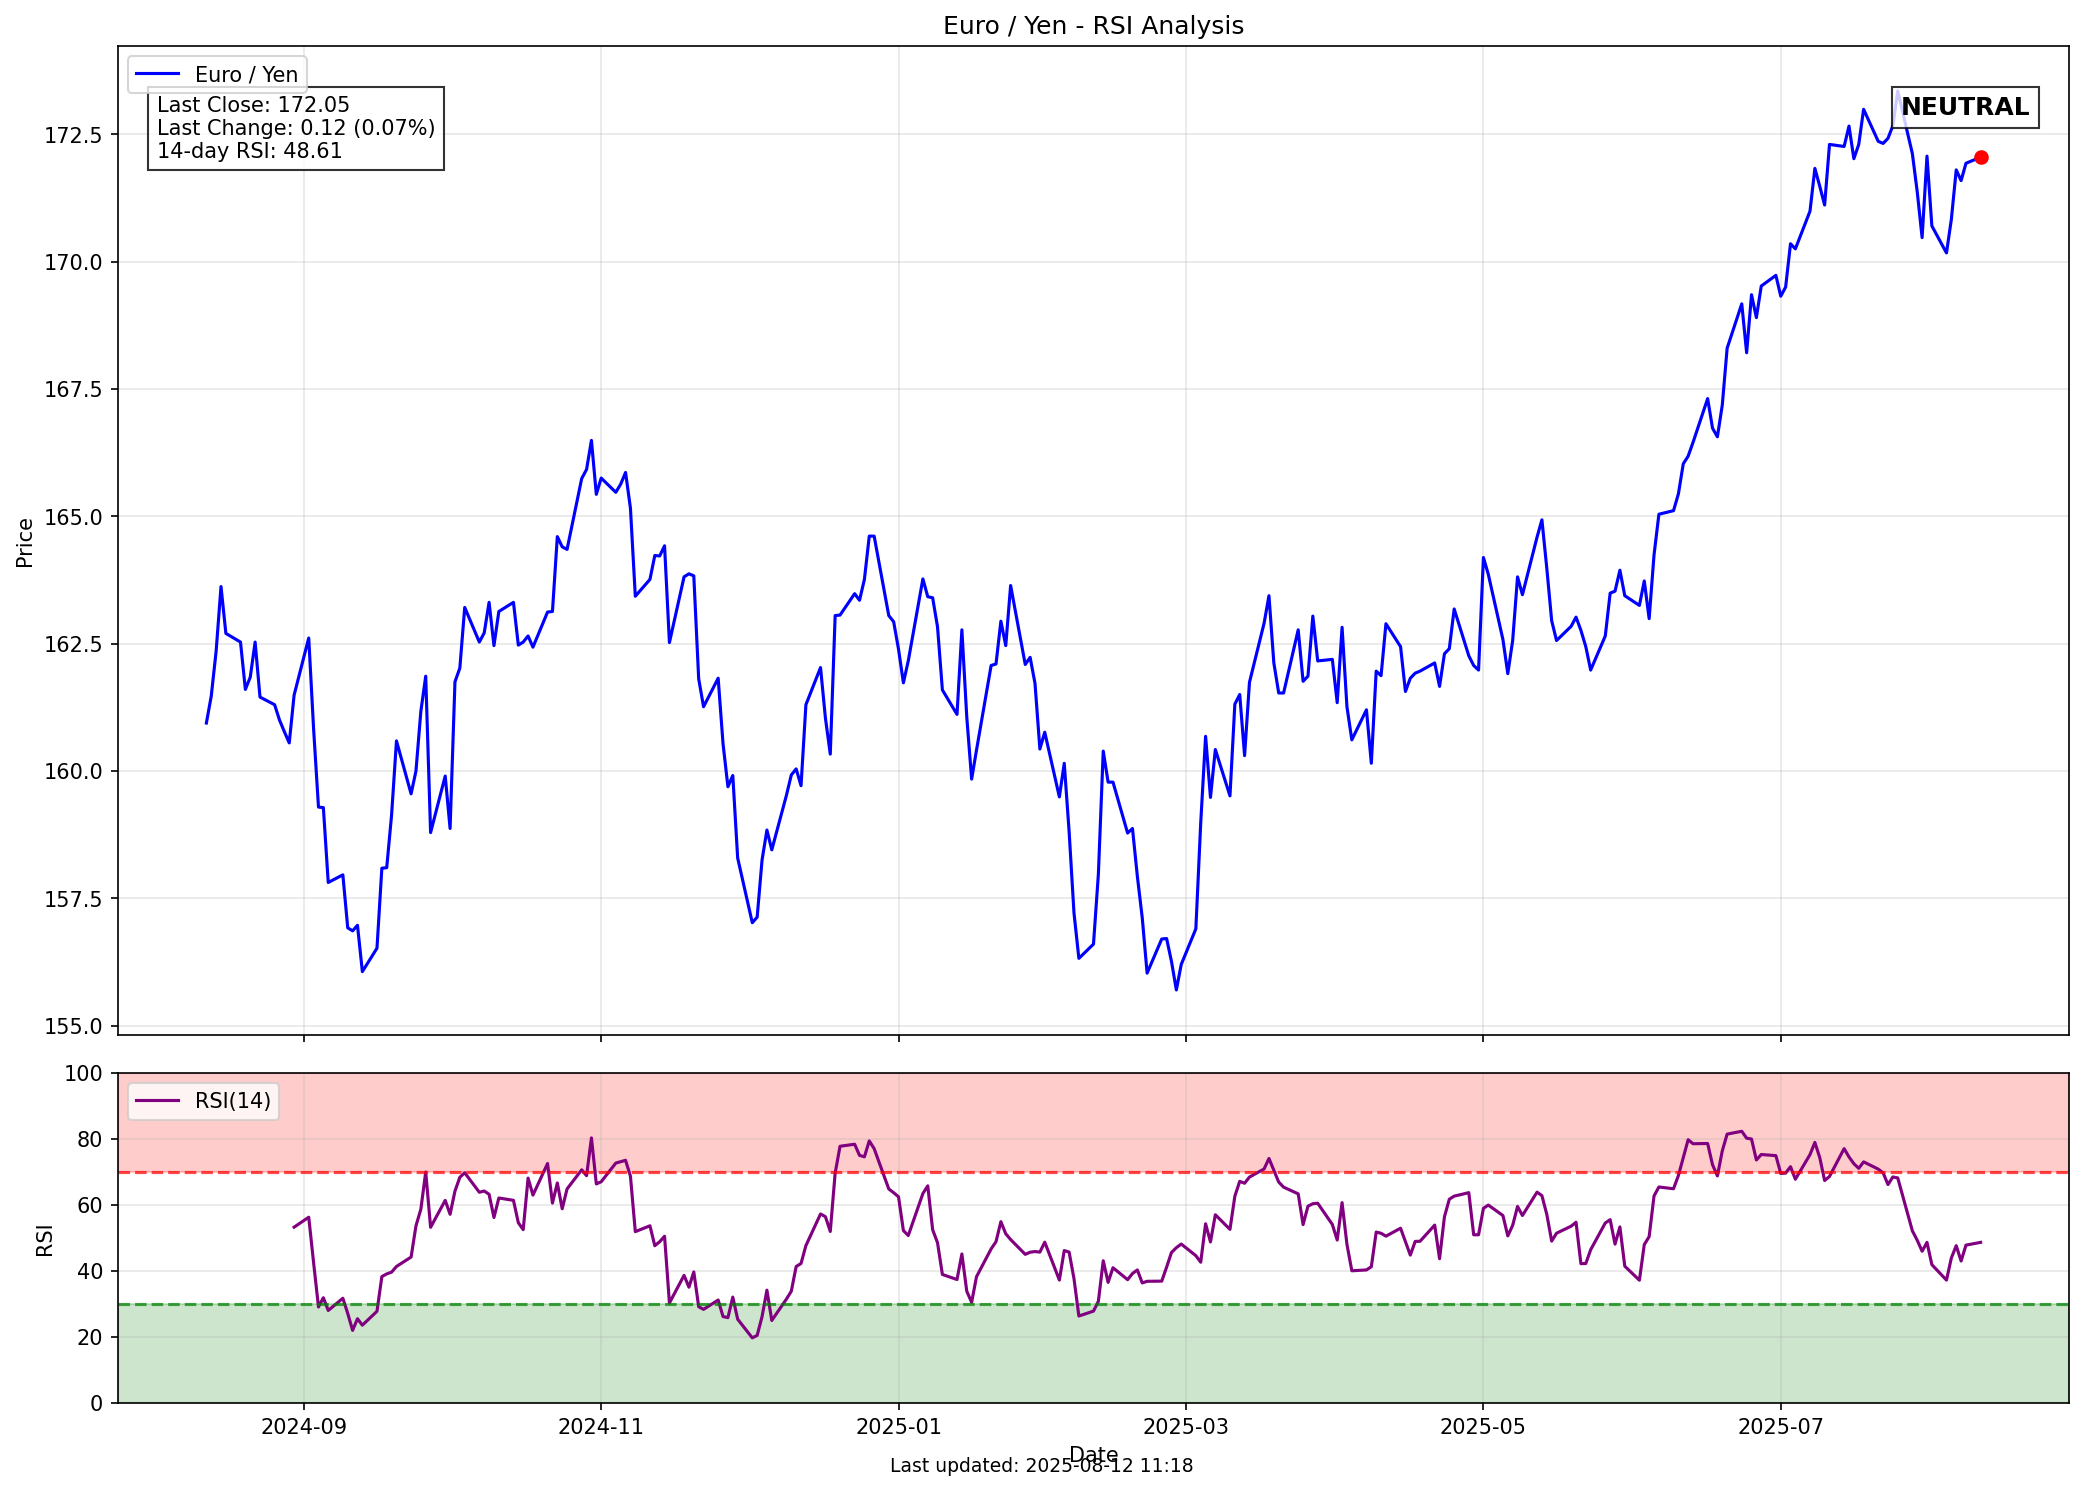 Euro / Yen - RSI Analysis
Euro / Yen
Last Close: 172.05
Last Change: 0.12 (0.07%)
14-day RSI: 48.61
NEUTRAL
172.5
170.0
167.5
165.0
162.5
160.0
157.5
155.0
Price
RSI(14)
100
80
60
40
20
0
RSI
2024-09
2024-11
2025-01
2025-03
2025-05
2025-07
Date
Last updated: 2025-08-12 11:18